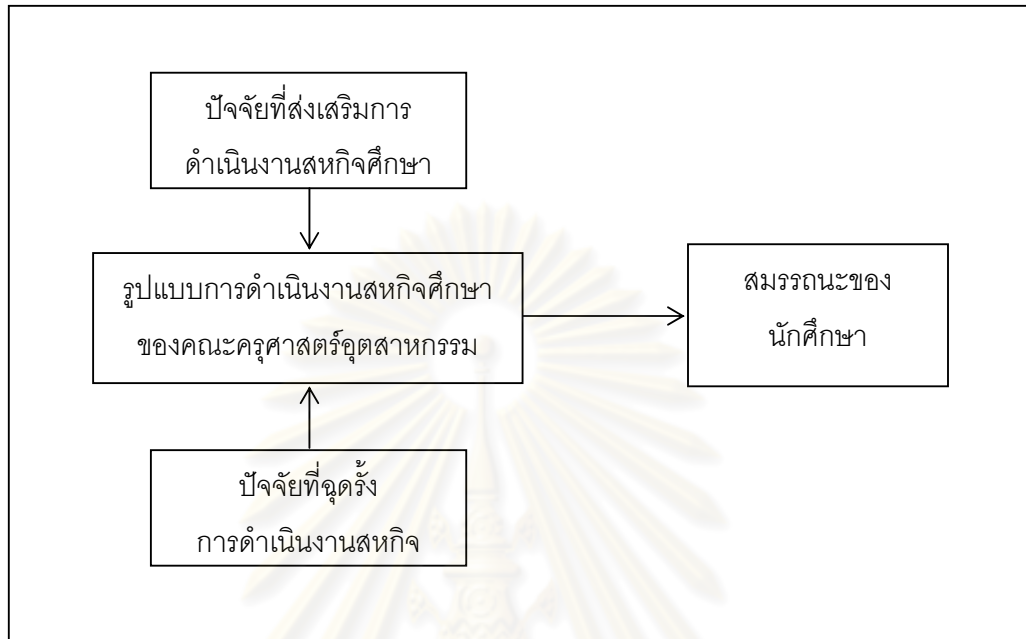 ปัจจัยที่ส่งเสริมการ
ดำเนินงานสหกิจศึกษา
รูปแบบการดำเนินงานสหกิจศึกษา
ของคณะครุศาสตร์อุตสาหกรรม
สมรรถนะของ
นักศึกษา
ปัจจัยที่ฉุดรั้ง
การดำเนินงานสหกิจ